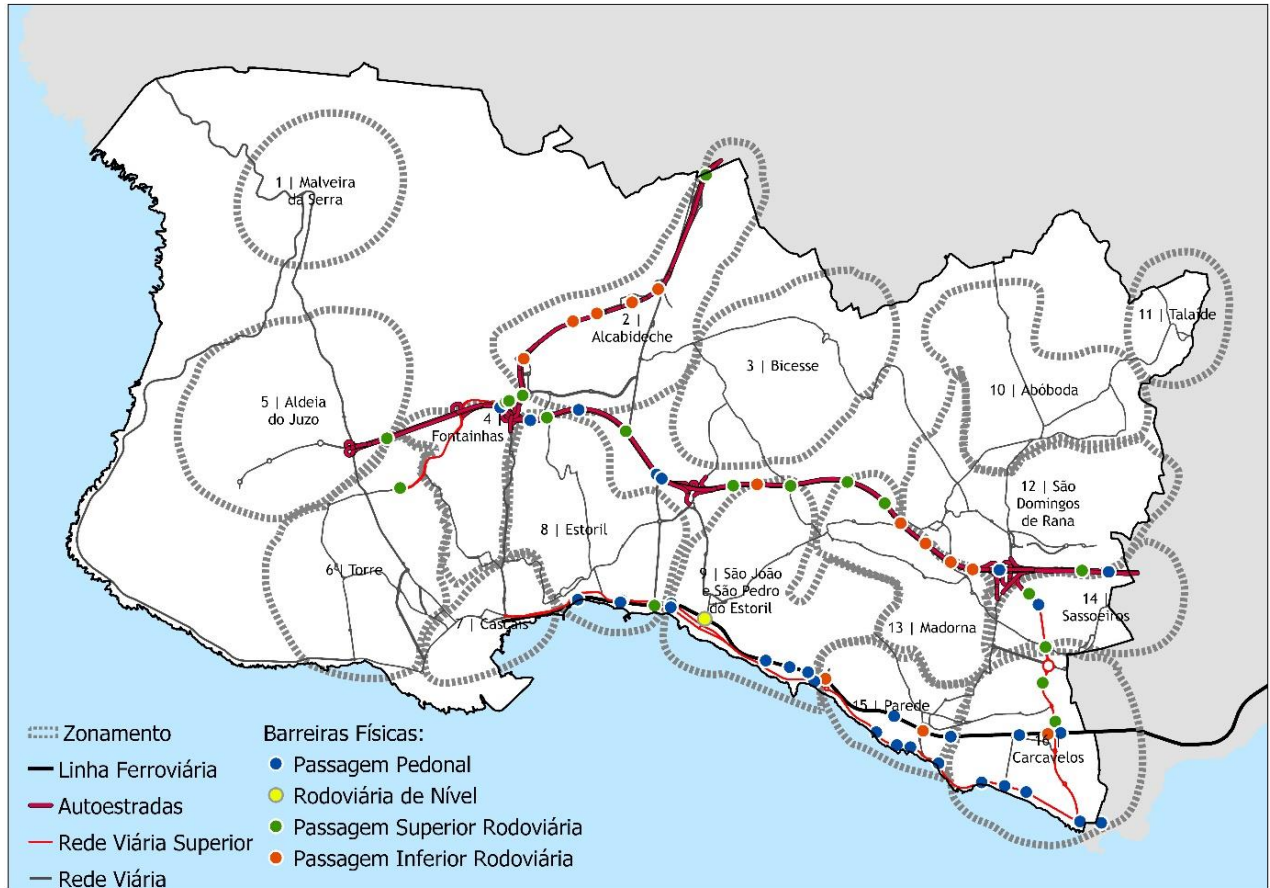 1 | Malveira
da Serra
2 |
Alcabideche
11 | Talaíde
3 | Bicesse
10 | Abóboda
5 | Aldeia
do Juzo
4 |
Fontainhas
12 | São
Domingos
de Rana
8 | Estoril
6 | Torre
9 | São João
e São Pedro
do Estoril
14 |
Sassoeiros
7 | Cascais
13 | Madorna
15 | Parede
16 |
Carcavelos
Zonamento
Linha Ferroviária
Autoestradas
Rede Viária Superior
Rede Viária
Barreiras Físicas:
Passagem Pedonal
Rodoviária de Nível
Passagem Superior Rodoviária
Passagem Inferior Rodoviária